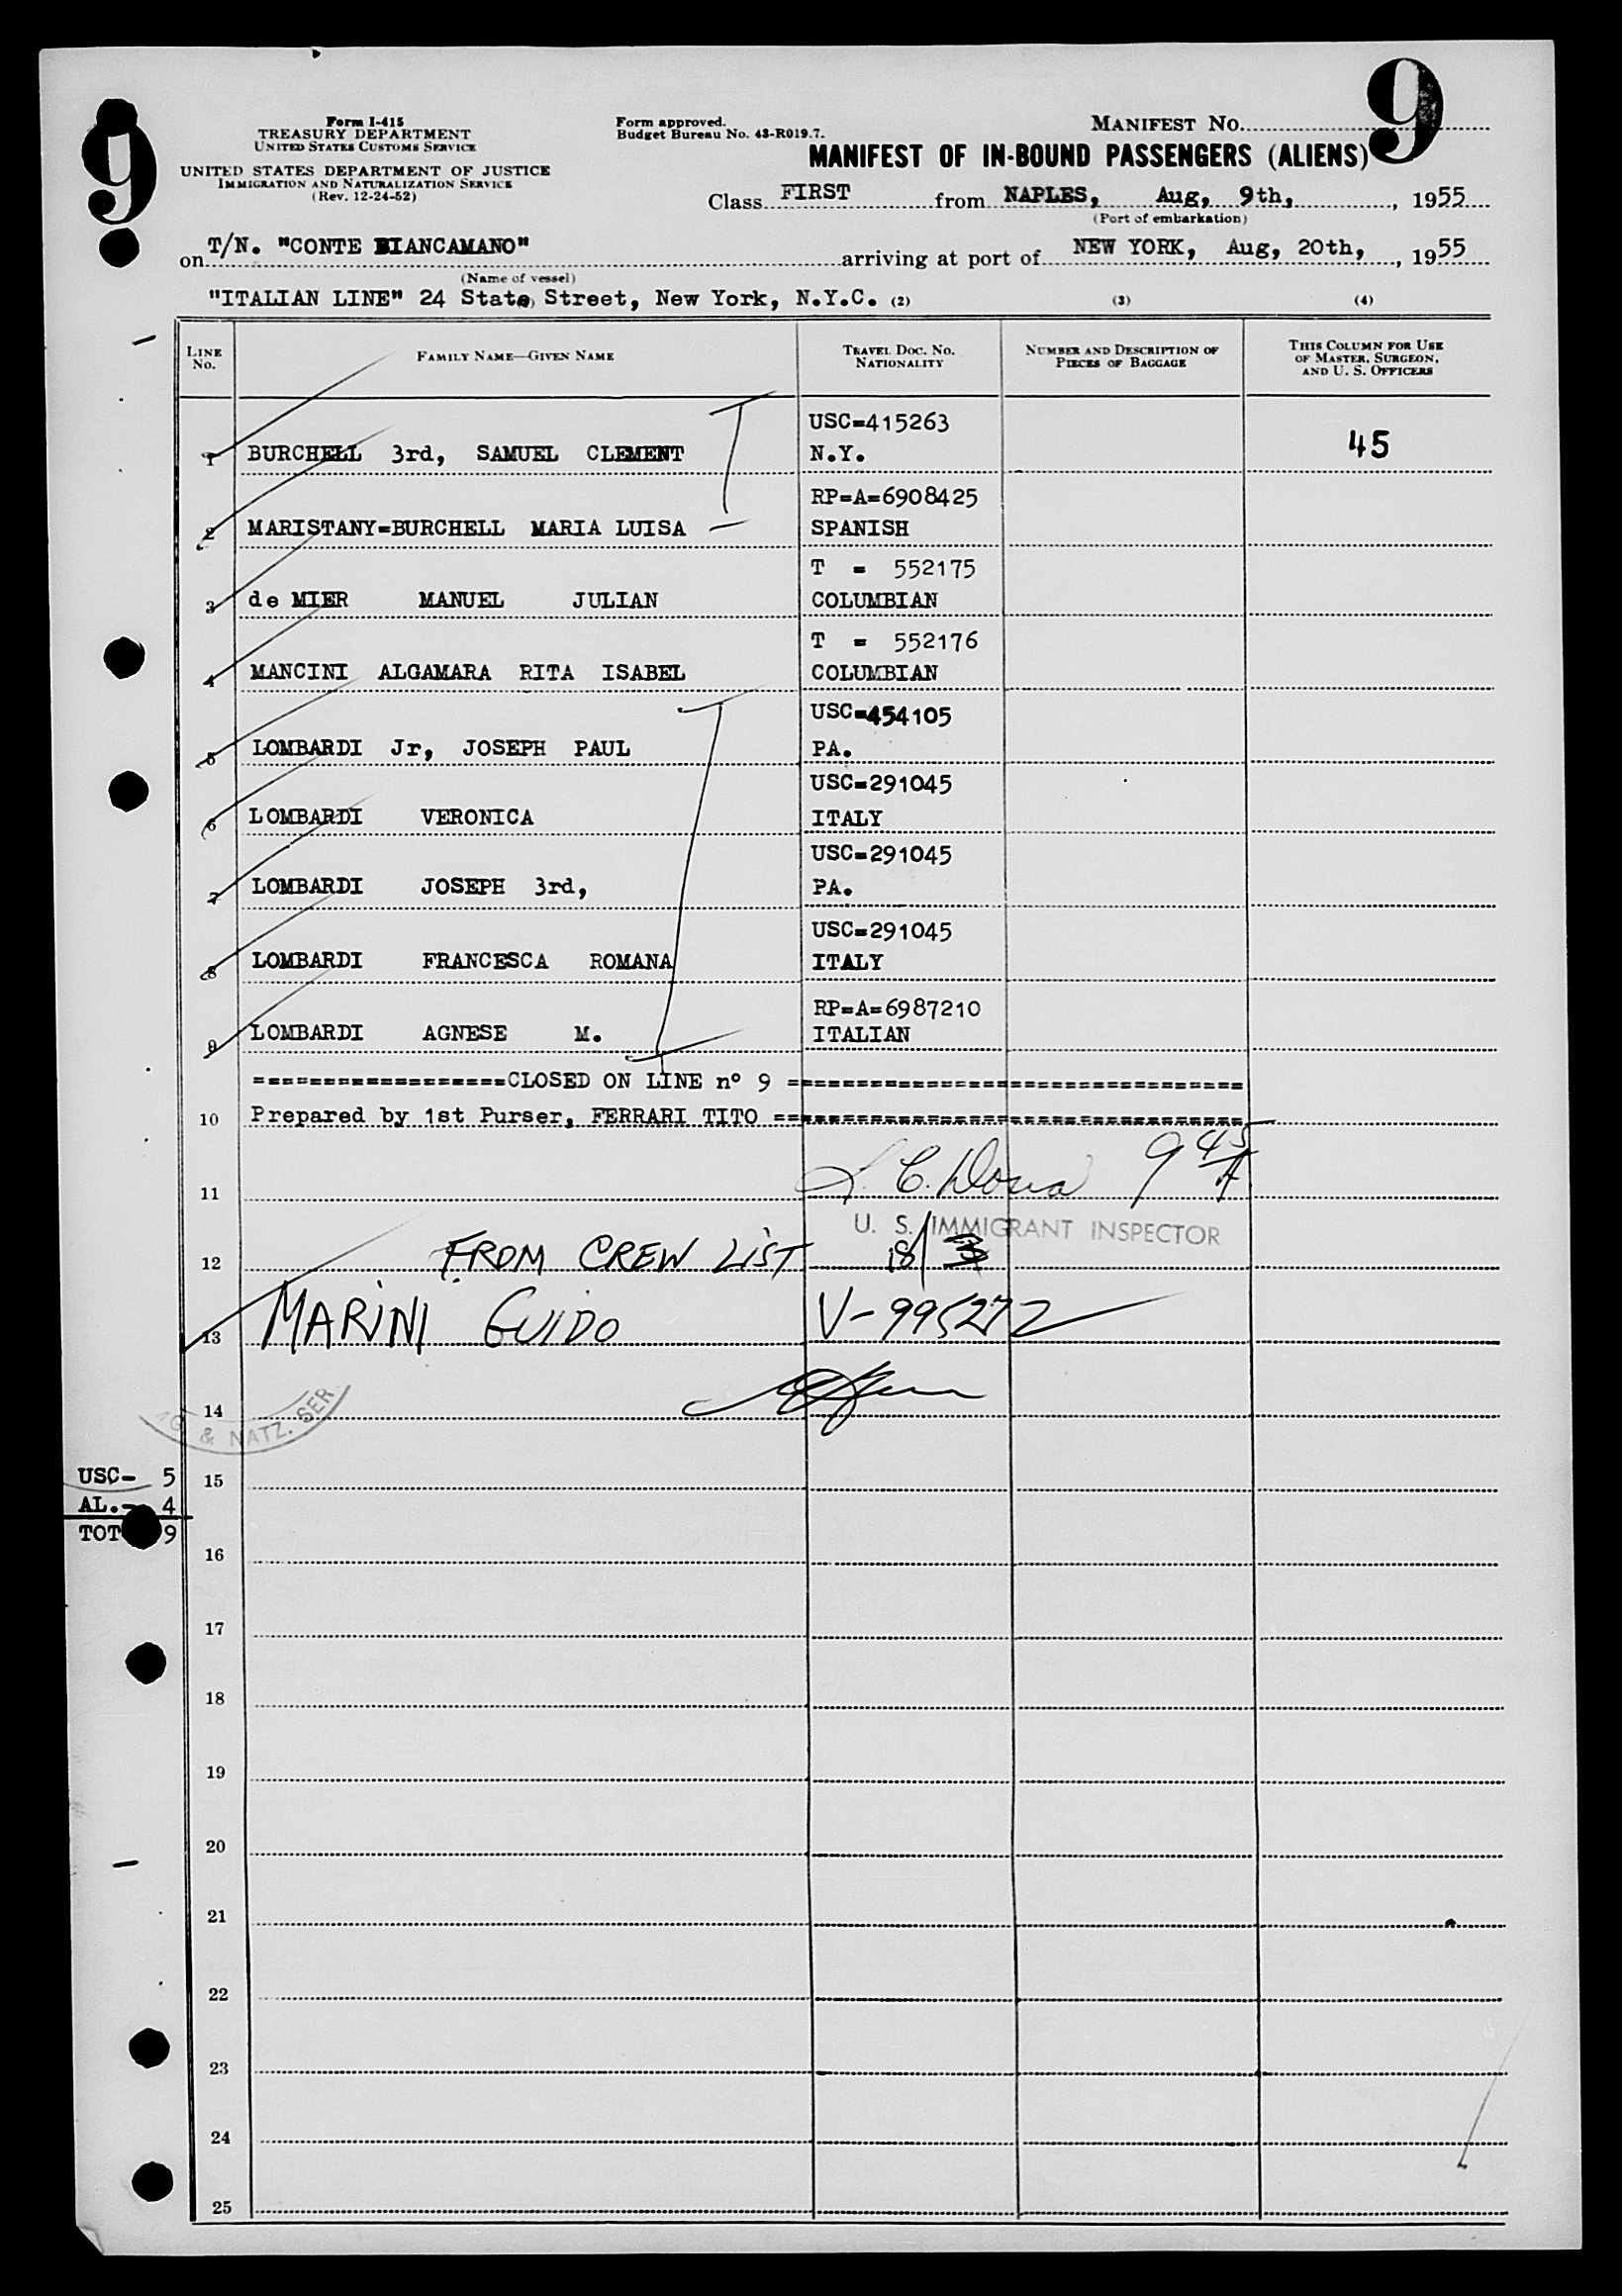 9
9
Form I-415
TREASURY DEPARTMENT
UNITED STATES CUSTOMS SERVICE
UNITED STATES DEPARTMENT OF JUSTICE
IMMIGRATION AND NATURALIZATION SERVICE
(Rev. 12-24-52)
Form approved.
Budget Bureau No. 43-R019.7.
MANIFEST NO.
MANIFEST OF IN-BOUND PASSENGERS (ALIENS)
Class FIRST from NAPLES, Aug, 9th, , 1955
(Port of embarkation)
on T/N. "CONTE BIANCAMANO" arriving at port of NEW YORK, Aug, 20th, , 1955
(Name of vessel)
"ITALIAN LINE" 24 State Street, New York, N.Y.C. (2) (3) (4)
LINE No. FAMILY NAME—GIVEN NAME TRAVEL DOC. NO. NATIONALITY NUMBER AND DESCRIPTION OF PIECES OF BAGGAGE THIS COLUMN FOR USE OF MASTER, SURGEON, AND U. S. OFFICERS
USC=415263
1 BURCHELL 3rd, SAMUEL CLEMENT N.Y. 45
RP=A=6908425
2 MARISTANY=BURCHELL MARIA LUISA SPANISH
T = 552175
3 de MIER MANUEL JULIAN COLUMBIAN
T = 552176
4 MANCINI ALGAMARA RITA ISABEL COLUMBIAN
USC=454105
5 LOMBARDI Jr, JOSEPH PAUL PA.
USC=291045
6 LOMBARDI VERONICA ITALY
USC=291045
7 LOMBARDI JOSEPH 3rd, PA.
USC=291045
8 LOMBARDI FRANCESCA ROMANA ITALY
RP=A=6987210
9 LOMBARDI AGNESE M. ITALIAN
==================CLOSED ON LINE nº 9 ================================
10 Prepared by 1st Purser, FERRARI TITO ==================================
11
U. S. IMMIGRANT INSPECTOR
12 FROM CREW LIST 18/
13 MARINI GUIDO V-995272
14
& NATZ. SER
USC- 5 15
AL.- 4
TOT 9
16
17
18
19
20
21
22
23
24
25